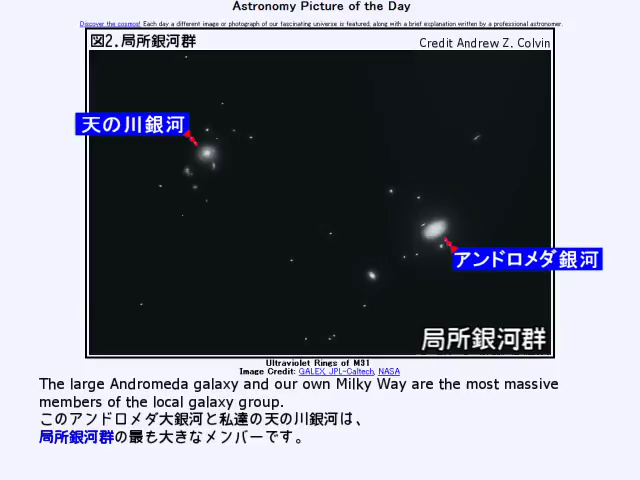 Astronomy Picture of the Day
Discover the cosmos! Each day a different image or photograph of our fascinating universe is featured, along with a brief explanation written by a professional astronomer.
図2.局所銀河群
Credit Andrew Z. Colvin
天の川銀河
アンドロメダ銀河
局所銀河群
Ultraviolet Rings of M31
Image Credit: GALEX, JPL-Caltech, NASA
The large Andromeda galaxy and our own Milky Way are the most massive
members of the local galaxy group.
このアンドロメダ大銀河と私達の天の川銀河は、
局所銀河群の最も大きなメンバーです。